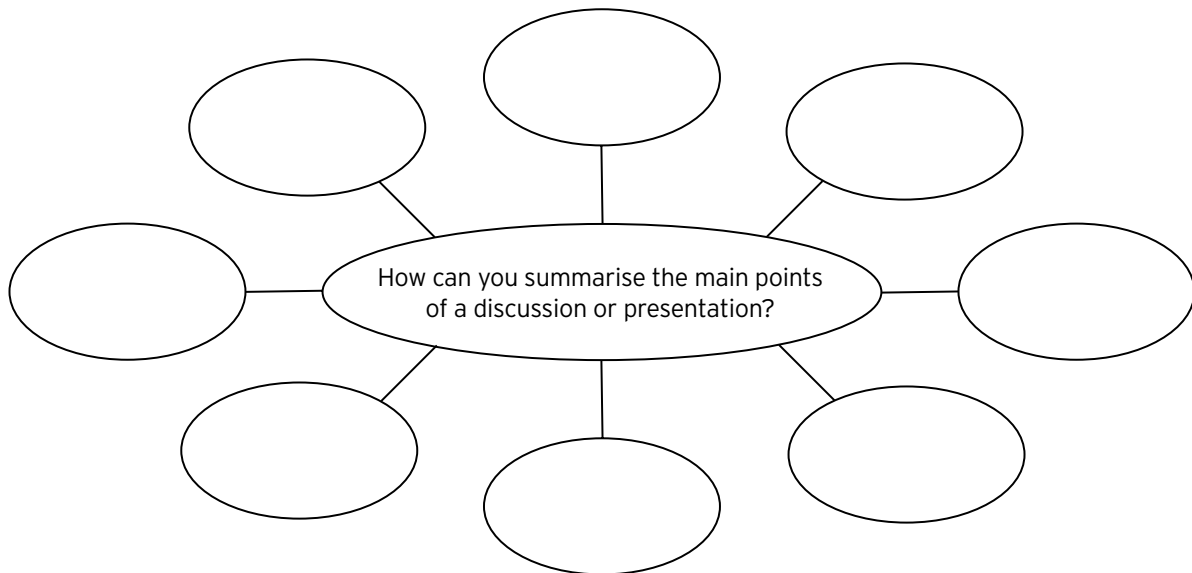 How can you summarise the main points
of a discussion or presentation?